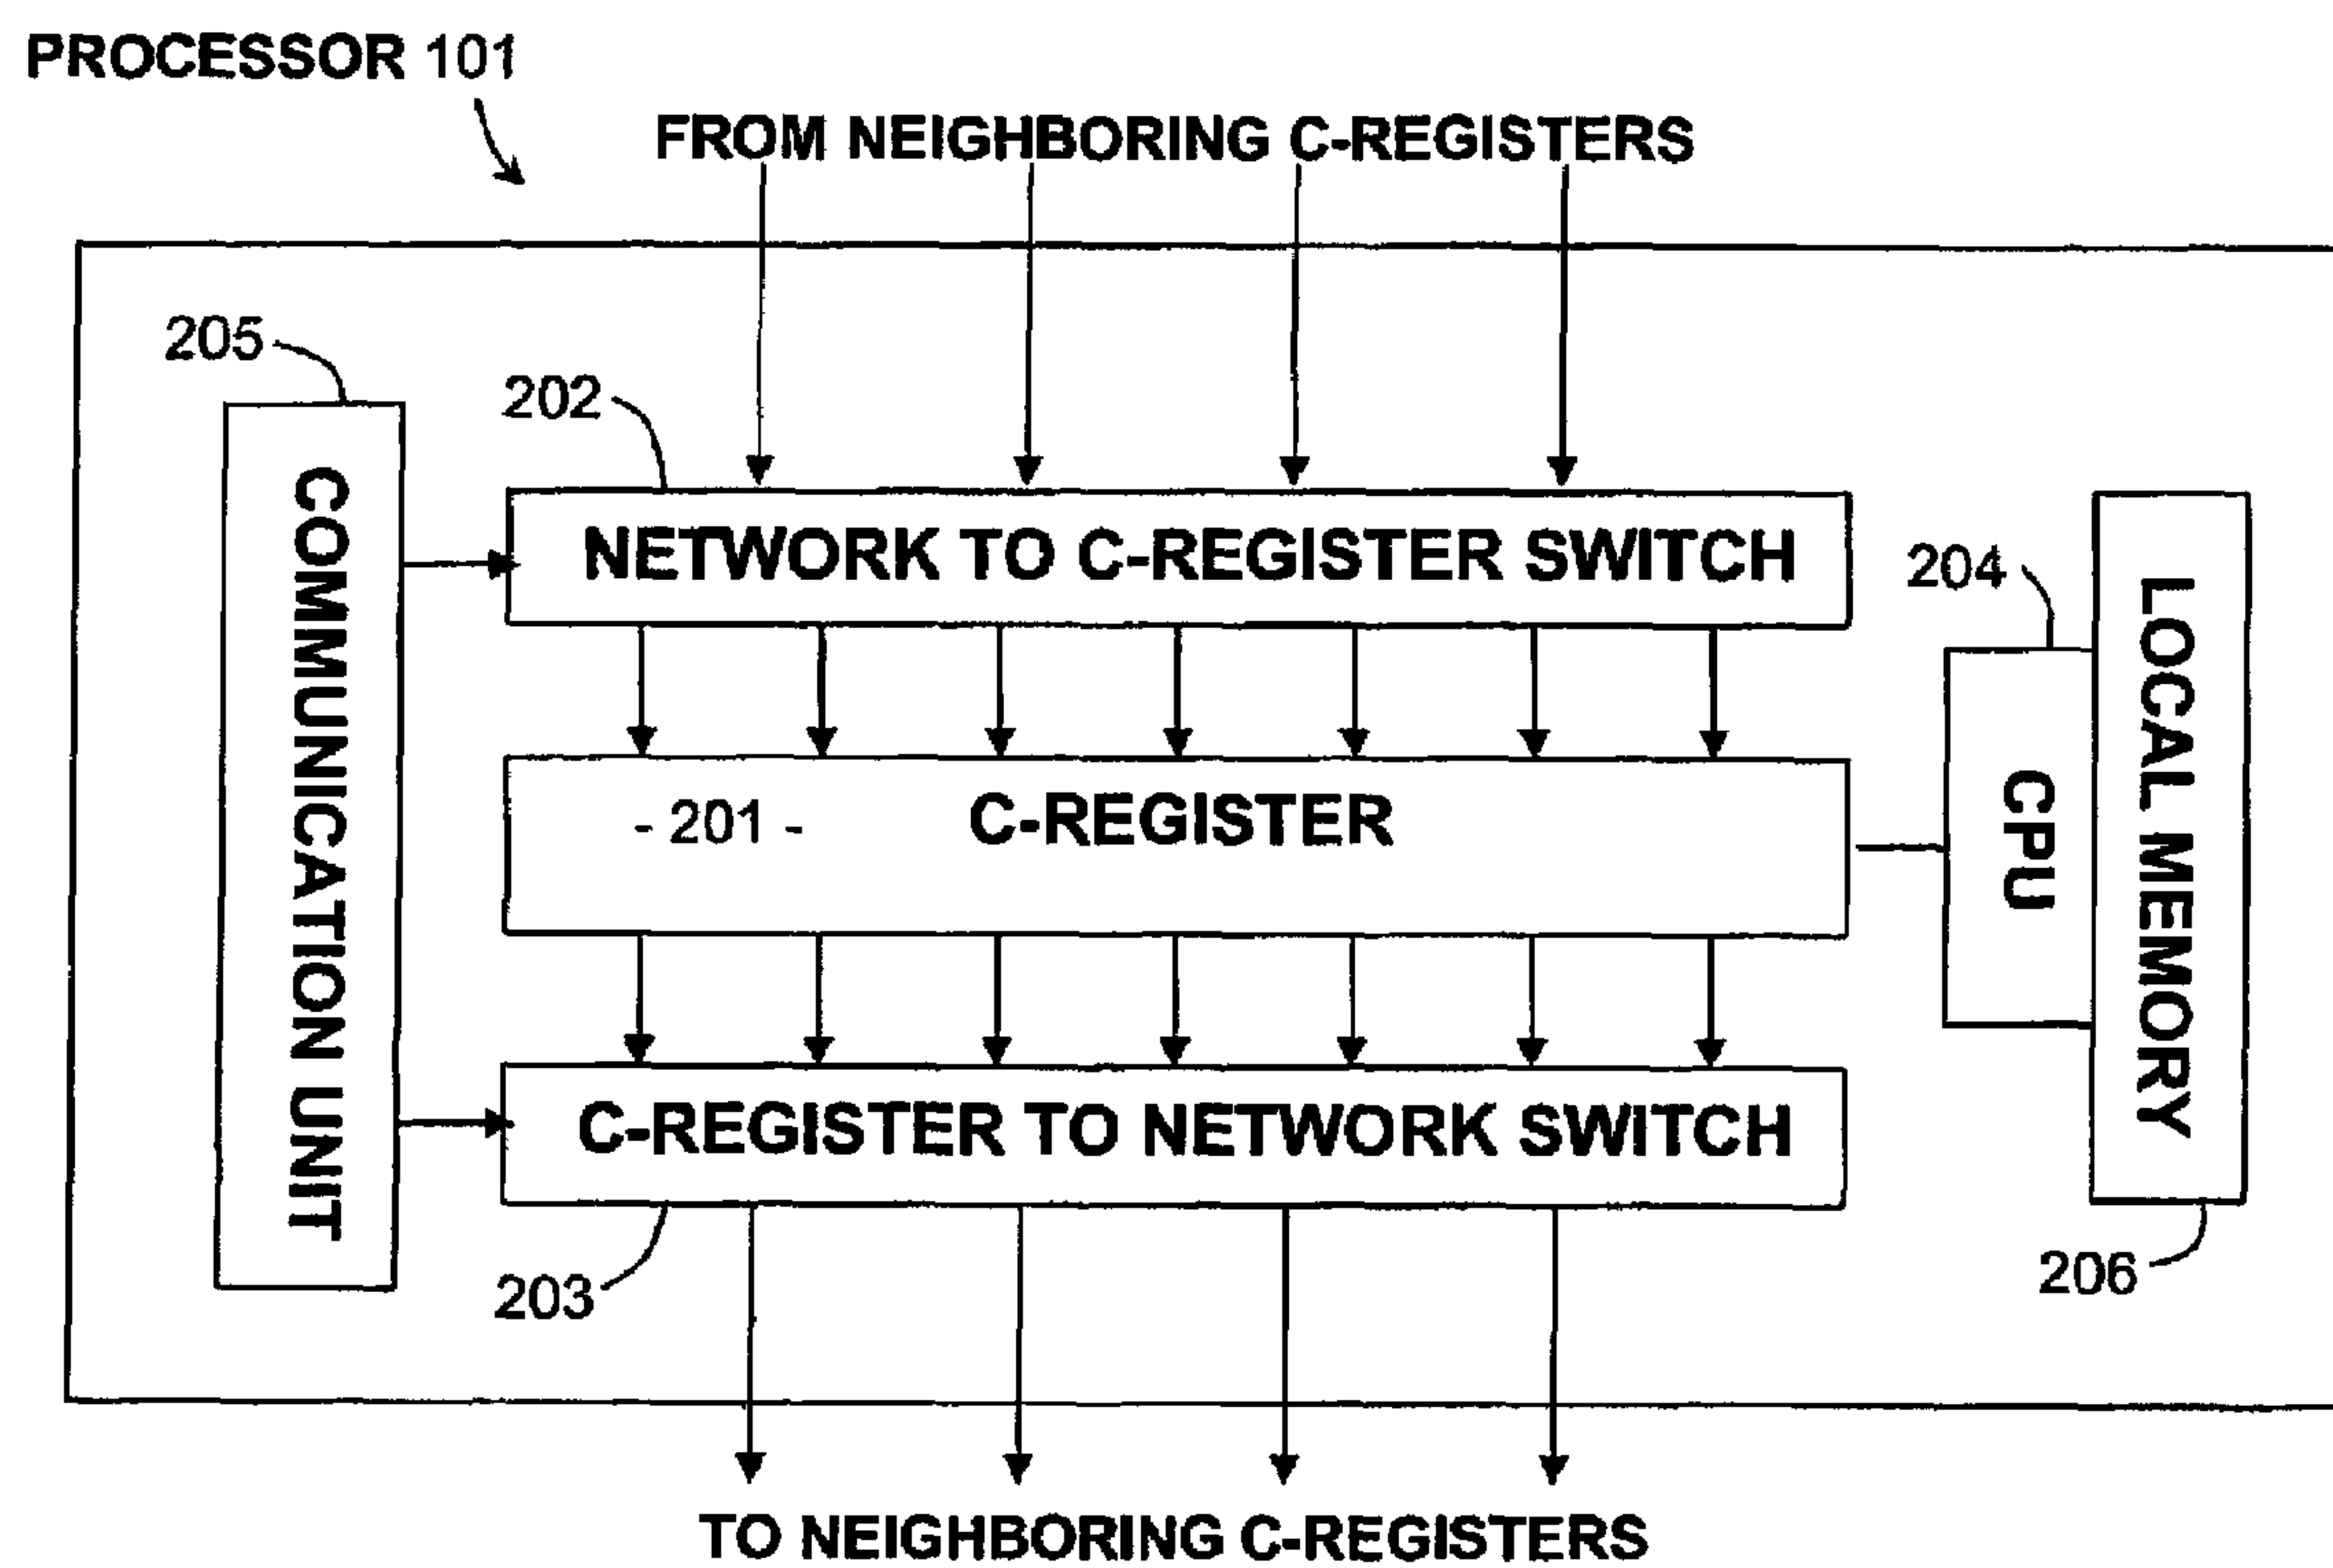 PROCESSOR 101
FROM NEIGHBORING C-REGISTERS
205
202
COMMUNICATION UNIT
NETWORK TO C-REGISTER SWITCH
204
LOCAL MEMORY
CPU
- 201 - C-REGISTER
C-REGISTER TO NETWORK SWITCH
203
206
TO NEIGHBORING C-REGISTERS